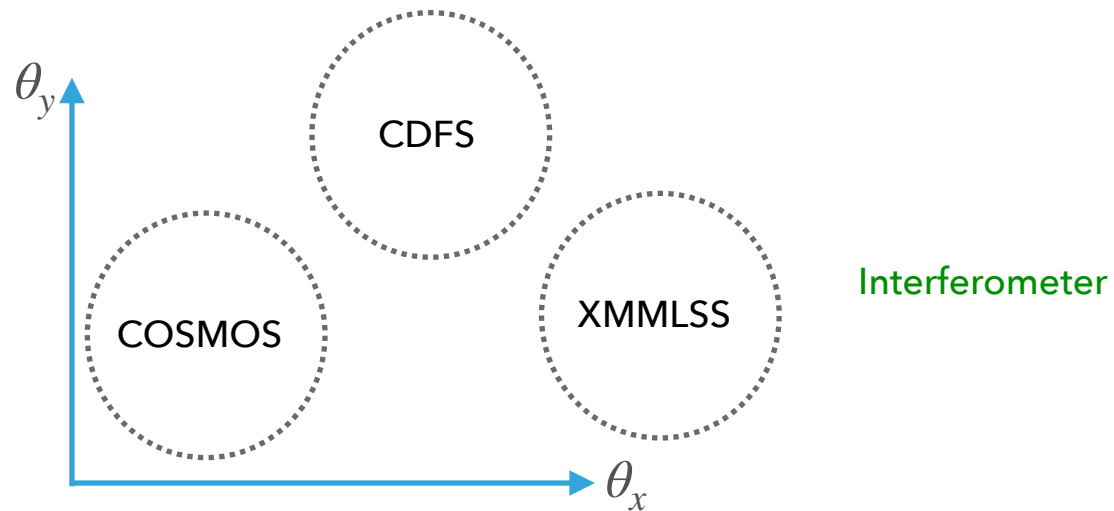 θy
CDFS
COSMOS
XMMLSS
Interferometer
θx